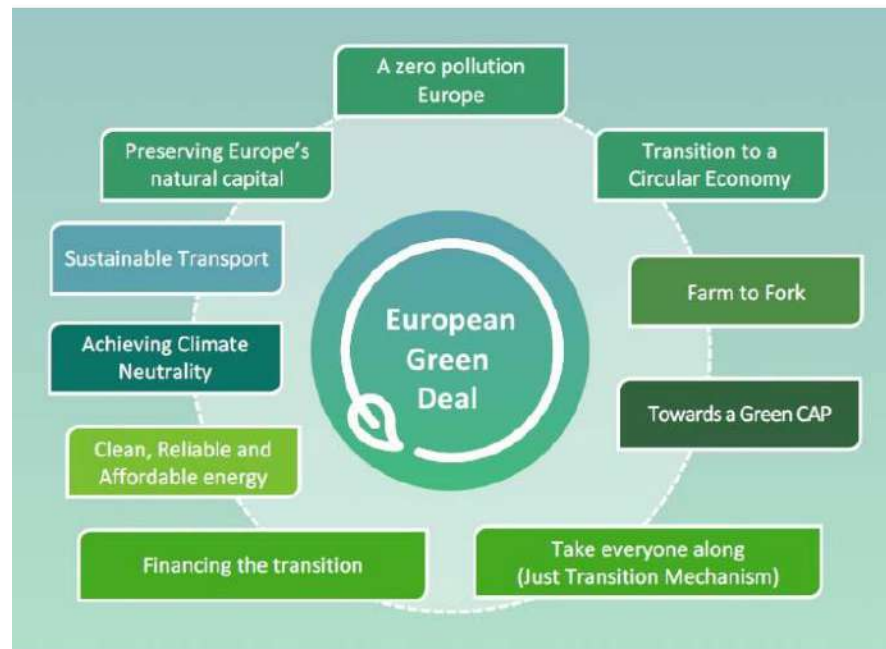 A zero pollution
Europe
Preserving Europe's
natural capital
Transition to a
Circular Economy
Sustainable Transport
Farm to Fork
European
Green
Deal
Achieving Climate
Neutrality
Towards a Green CAP
Clean, Reliable and
Affordable energy
Financing the transition
Take everyone along
(Just Transition Mechanism)